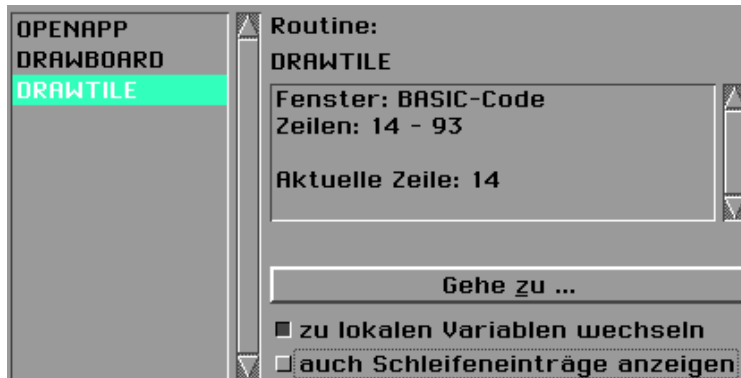 OPENAPP
DRAWBOARD
DRAWTILE
Routine:
DRAWTILE
Fenster: BASIC-Code
Zeilen: 14 - 93
Aktuelle Zeile: 14
Gehe zu ...
zu lokalen Variablen wechseln
auch Schleifeneinträge anzeigen